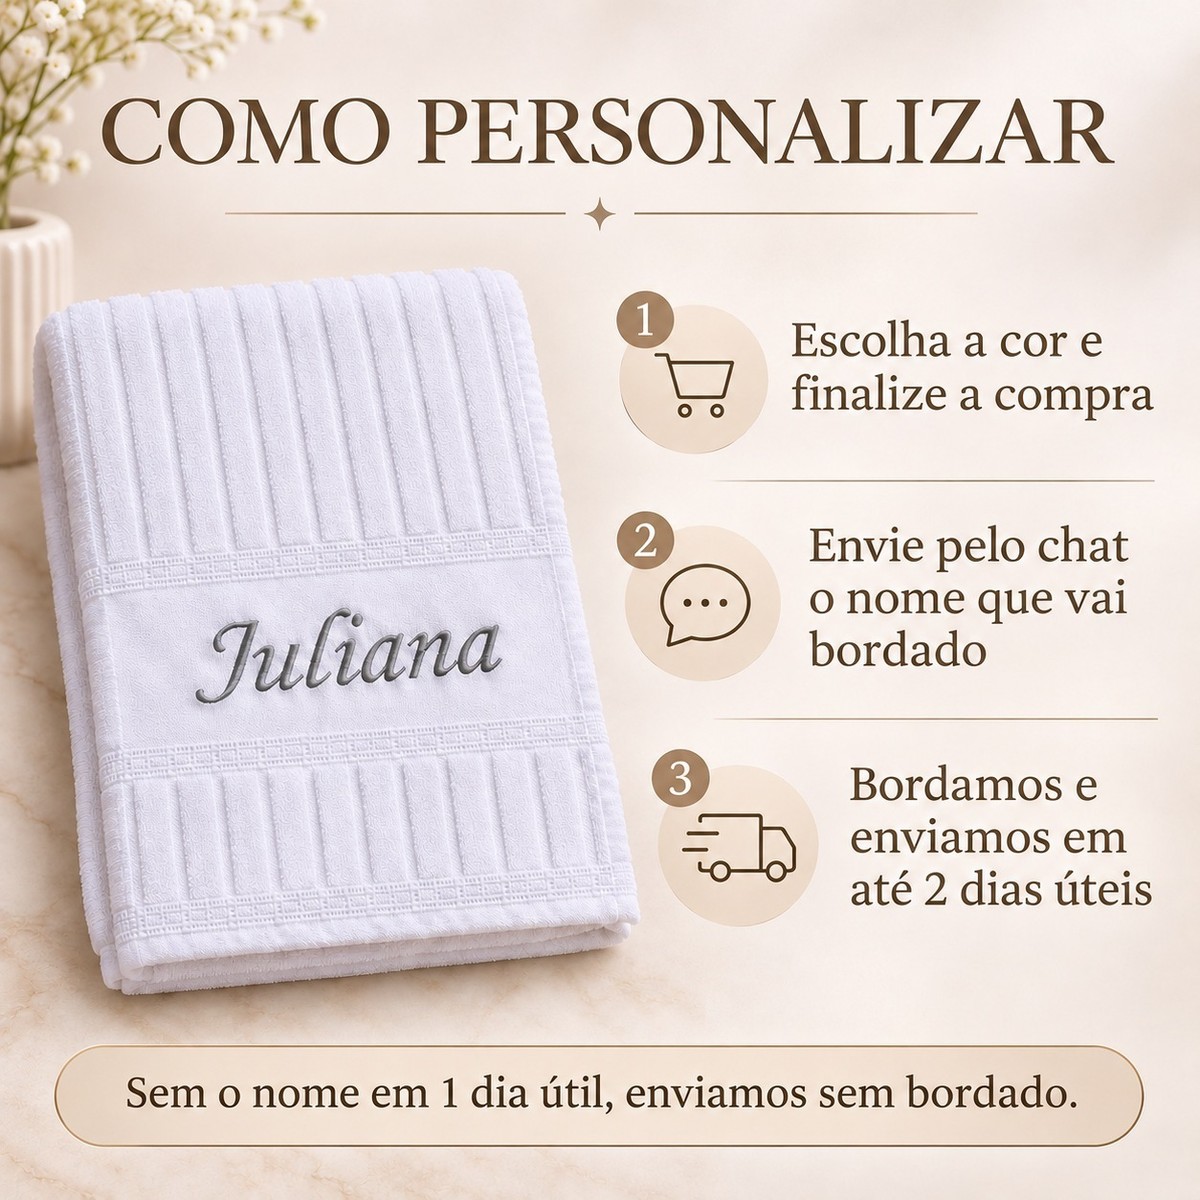 COMO PERSONALIZAR
Juliana
1
Escolha a cor e
finalize a compra
2
Envie pelo chat
o nome que vai
bordado
3
Bordamos e
enviamos em
até 2 dias úteis
Sem o nome em 1 dia útil, enviamos sem bordado.